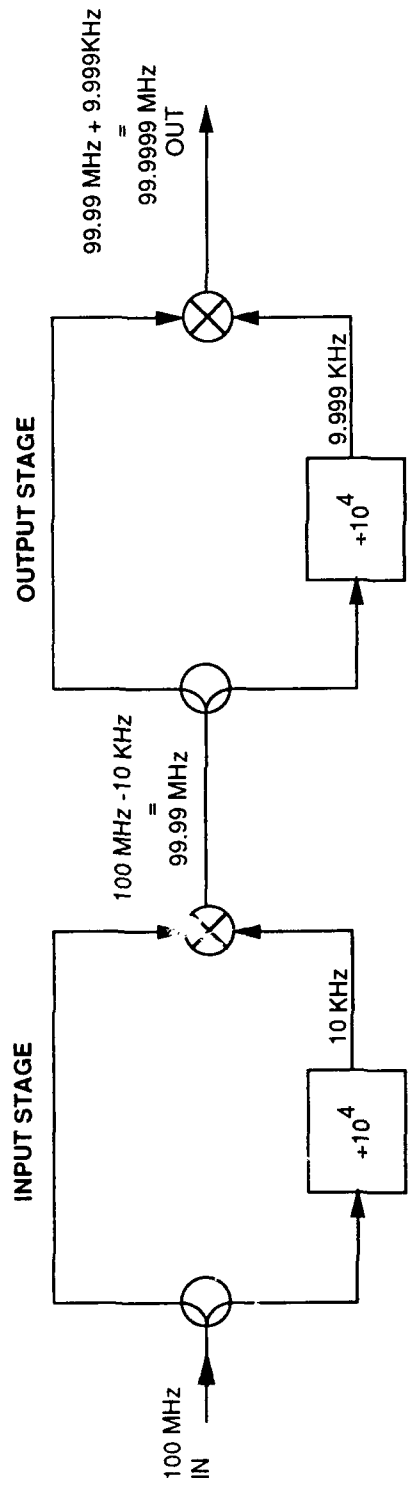 INPUT STAGE
100 MHz
IN
+10⁴
10 KHz
100 MHz -10 KHz
=
99.99 MHz
OUTPUT STAGE
+10⁴
9.999 KHz
99.99 MHz + 9.999KHz
=
99.9999 MHz
OUT